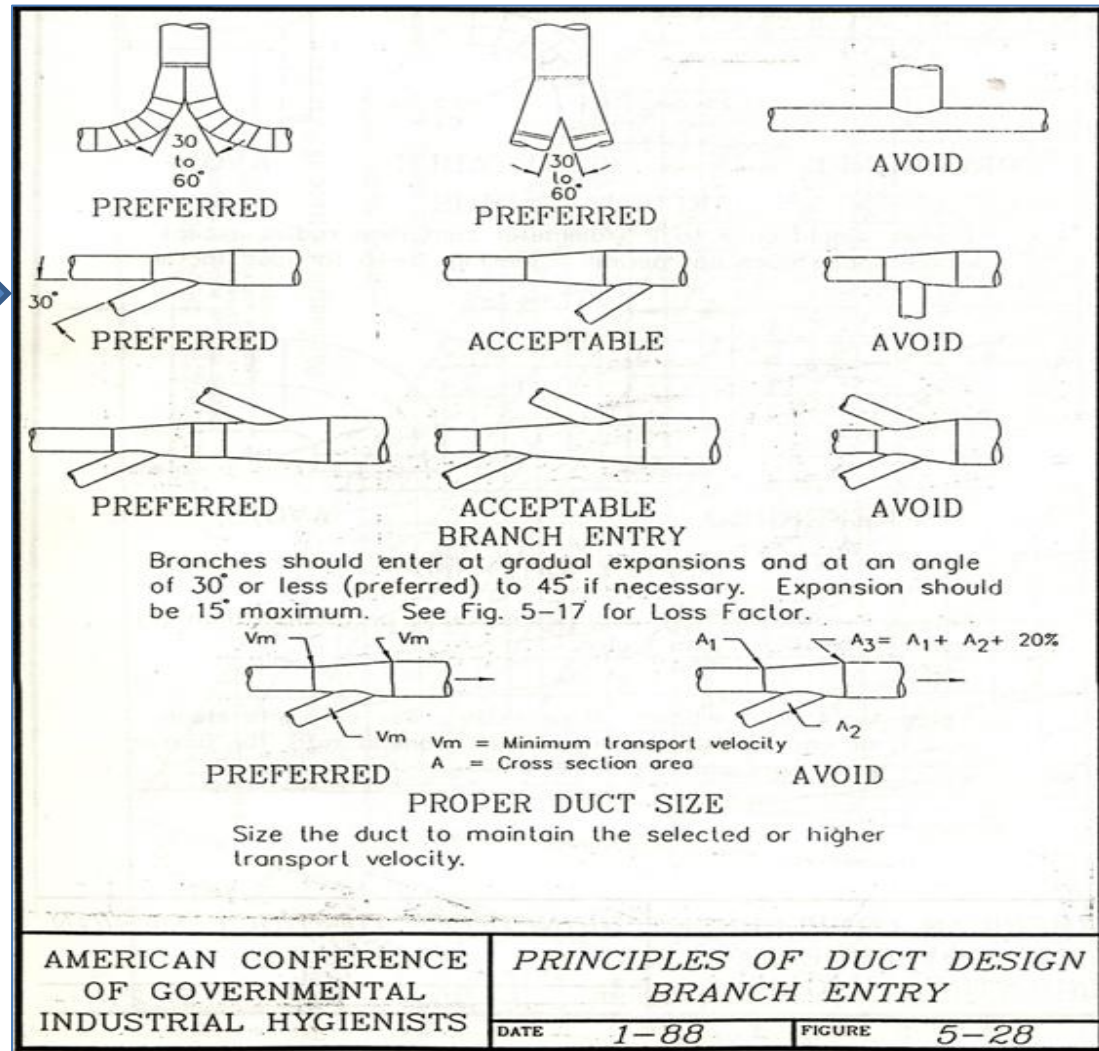 30
to
60°
PREFERRED
30
to
60°
PREFERRED
AVOID
30°
PREFERRED
ACCEPTABLE
AVOID
PREFERRED
ACCEPTABLE
AVOID
BRANCH ENTRY
Branches should enter at gradual expansions and at an angle
of 30° or less (preferred) to 45° if necessary. Expansion should
be 15° maximum. See Fig. 5-17 for Loss Factor.
Vm
Vm
Vm
A1
A3= A1+ A2+ 20%
A2
Vm = Minimum transport velocity
A = Cross section area
PREFERRED
AVOID
PROPER DUCT SIZE
Size the duct to maintain the selected or higher
transport velocity.
AMERICAN CONFERENCE
OF GOVERNMENTAL
INDUSTRIAL HYGIENISTS
PRINCIPLES OF DUCT DESIGN
BRANCH ENTRY
DATE 1-88
FIGURE 5-28